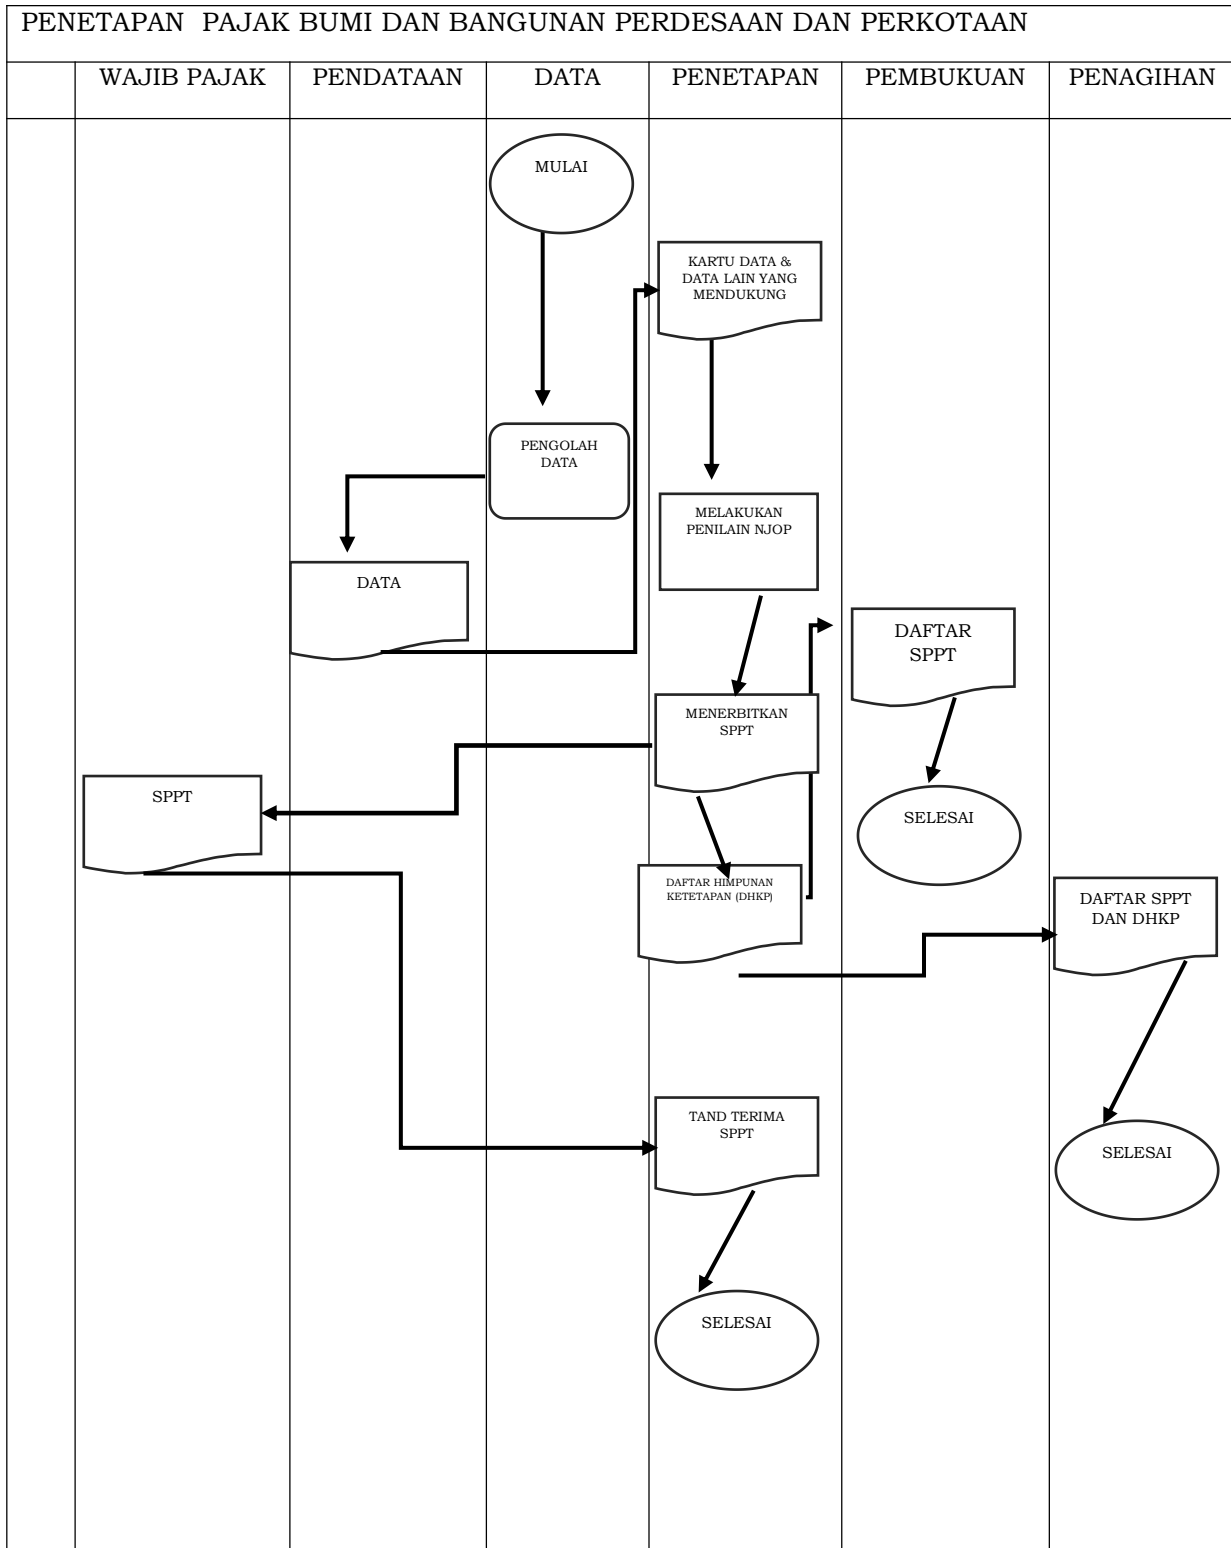 PENETAPAN  PAJAK BUMI DAN BANGUNAN PERDESAAN DAN PERKOTAAN
WAJIB PAJAK
PENDATAAN
DATA
PENETAPAN
PEMBUKUAN
PENAGIHAN
MULAI
KARTU DATA &
DATA LAIN YANG
MENDUKUNG
PENGOLAH
DATA
MELAKUKAN
PENILAIN NJOP
DATA
DAFTAR
SPPT
MENERBITKAN
SPPT
SPPT
SELESAI
DAFTAR HIMPUNAN
KETETAPAN (DHKP)
DAFTAR SPPT
DAN DHKP
TAND TERIMA
SPPT
SELESAI
SELESAI